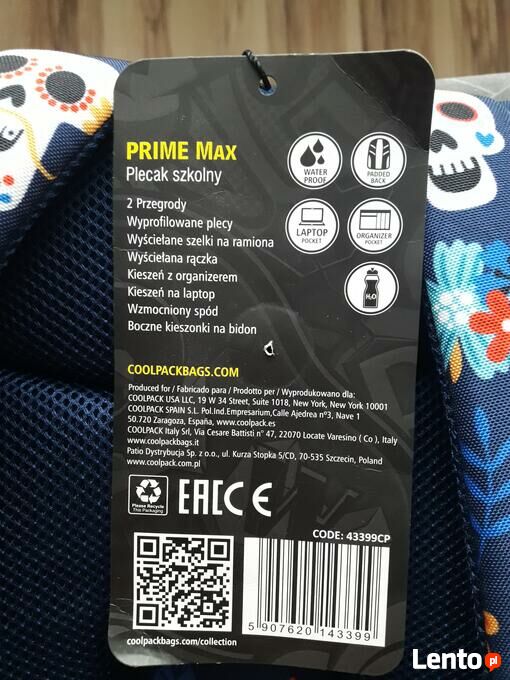 PRIME MAX
Plecak szkolny
2 Przegrody
Wyprofilowane plecy
Wyściełane szelki na ramiona
Wyściełana rączka
Kieszeń z organizerem
Kieszeń na laptop
Wzmocniony spód
Boczne kieszonki na bidon
WATER
PROOF
PADDED
BACK
LAPTOP
POCKET
ORGANIZER
POCKET
H₂O
COOLPACKBAGS.COM
Produced for / Fabricado para / Prodotto per / Wyprodukowano dla:
COOLPACK USA LLC, 19 W 34 Street, Suite 1018, New York, New York 10001
COOLPACK SPAIN S.L. Pol.Ind.Empresarium,Calle Ajedrea nº3, Nave 1
50.720 Zaragoza, España, www.coolpack.es
COOLPACK Italy Srl, Via Cesare Battisti n° 47, 22070 Locate Varesino ( Co ), Italy
www.coolpackbags.it
Patio Dystrybucja Sp. z o.o., ul. Kurza Stopka 5/CD, 70-535 Szczecin, Poland
www.coolpack.com.pl
Please Recycle
This Packaging
EAC CE
CODE: 43399CP
5 907620 143399
coolpackbags.com/collection
Lento.pl